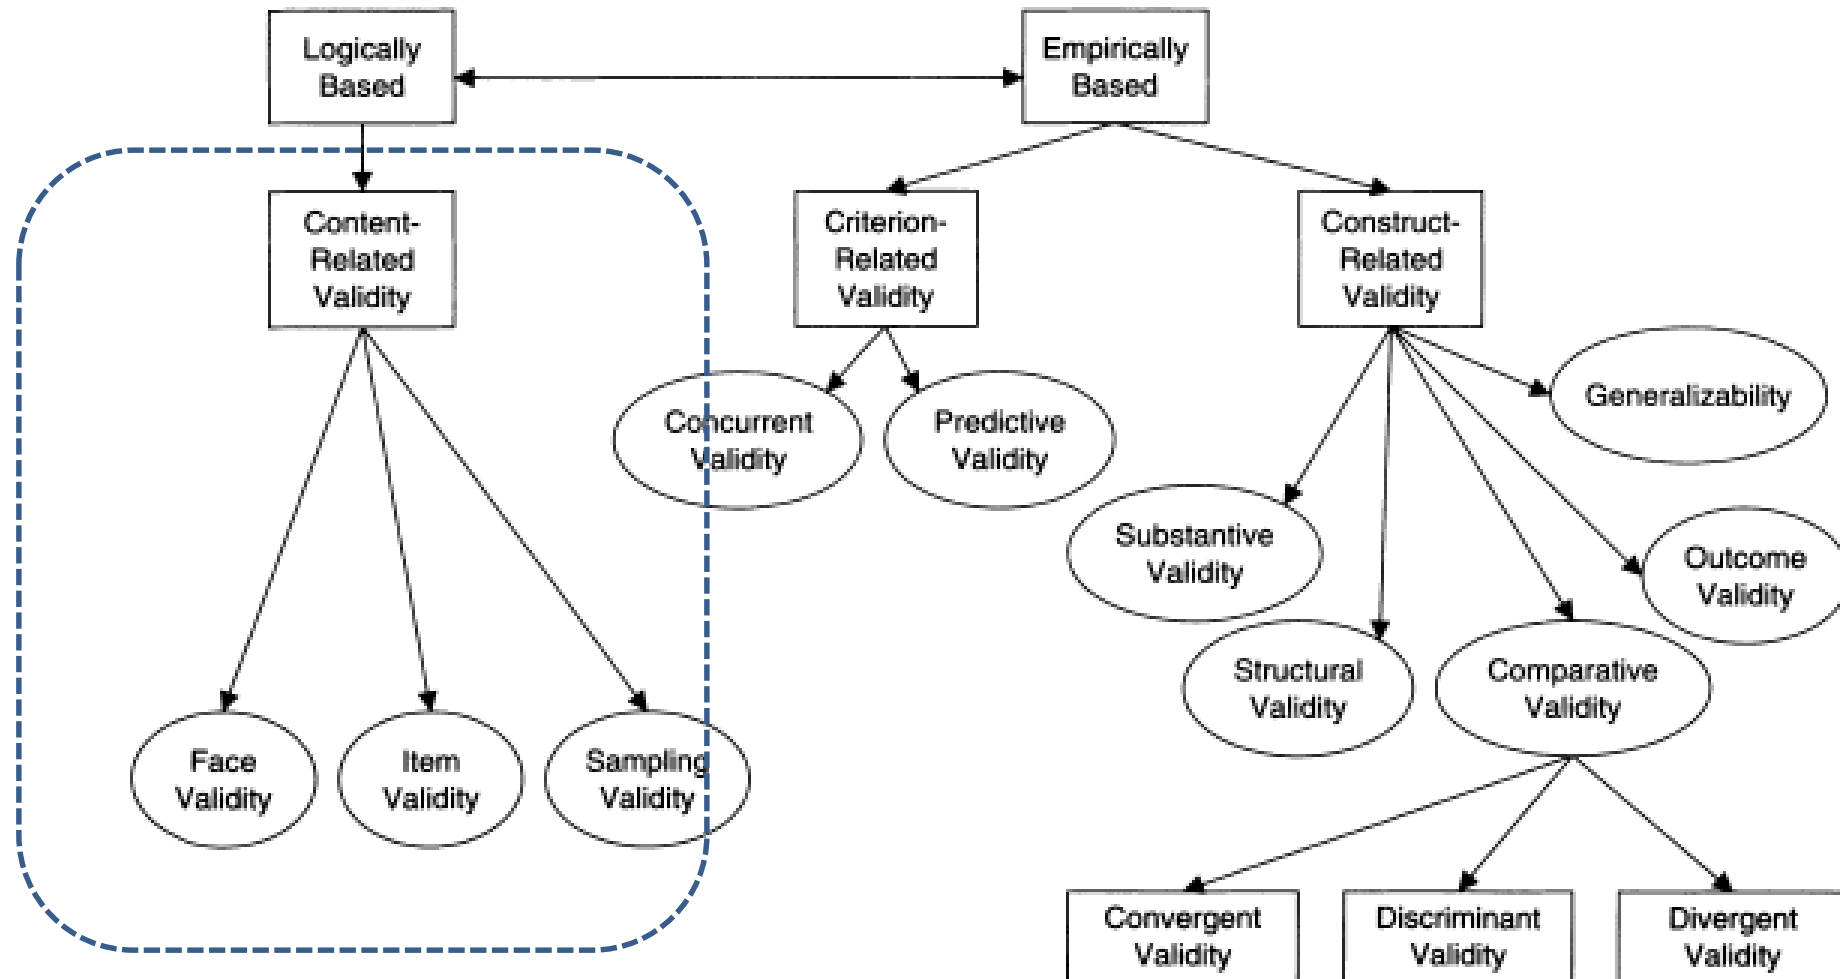 Logically
Based
Empirically
Based
Content-
Related
Validity
Criterion-
Related
Validity
Construct-
Related
Validity
Concurrent
Validity
Predictive
Validity
Generalizability
Substantive
Validity
Outcome
Validity
Structural
Validity
Comparative
Validity
Face
Validity
Item
Validity
Sampling
Validity
Convergent
Validity
Discriminant
Validity
Divergent
Validity